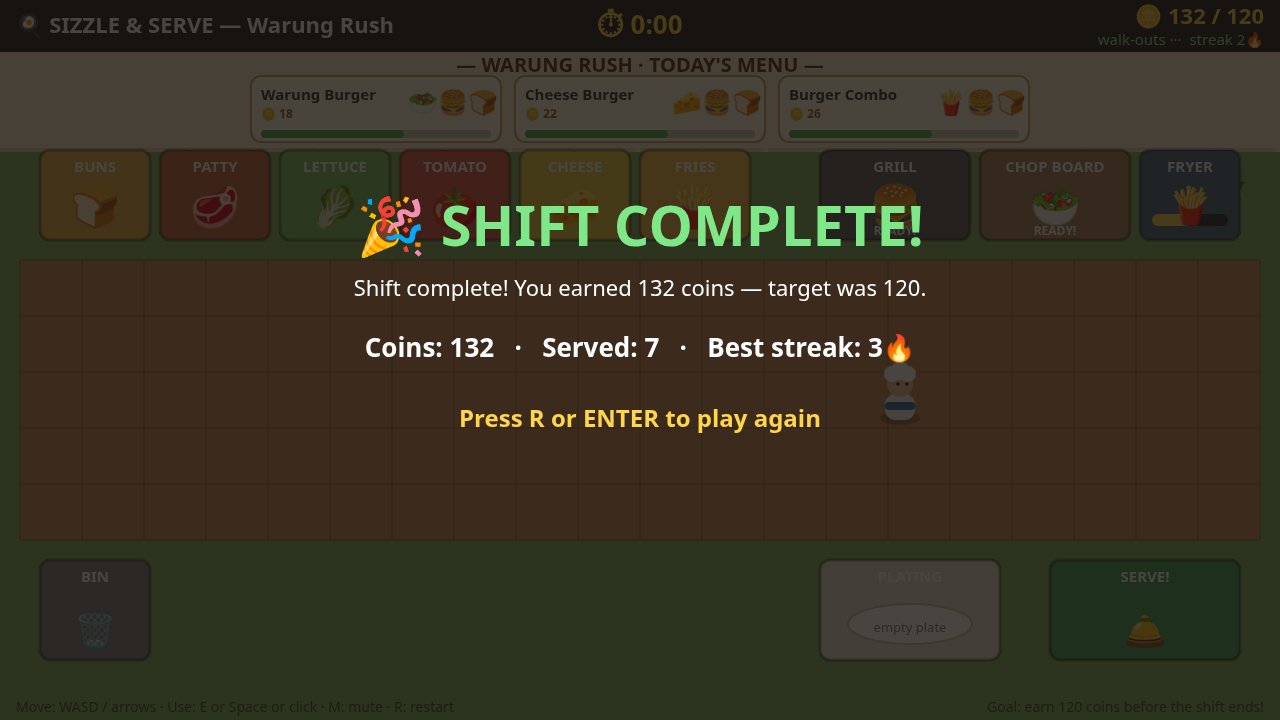 SIZZLE & SERVE — Warung Rush
0:00
132 / 120
walk-outs ··· streak 2
— WARUNG RUSH · TODAY'S MENU —
Warung Burger
18
Cheese Burger
22
Burger Combo
26
BUNS
PATTY
LETTUCE
TOMATO
CHEESE
FRIES
GRILL
READY!
CHOP BOARD
READY!
FRYER
SHIFT COMPLETE!
Shift complete! You earned 132 coins — target was 120.
Coins: 132 · Served: 7 · Best streak: 3
Press R or ENTER to play again
BIN
PLATING
empty plate
SERVE!
Move: WASD / arrows · Use: E or Space or click · M: mute · R: restart
Goal: earn 120 coins before the shift ends!